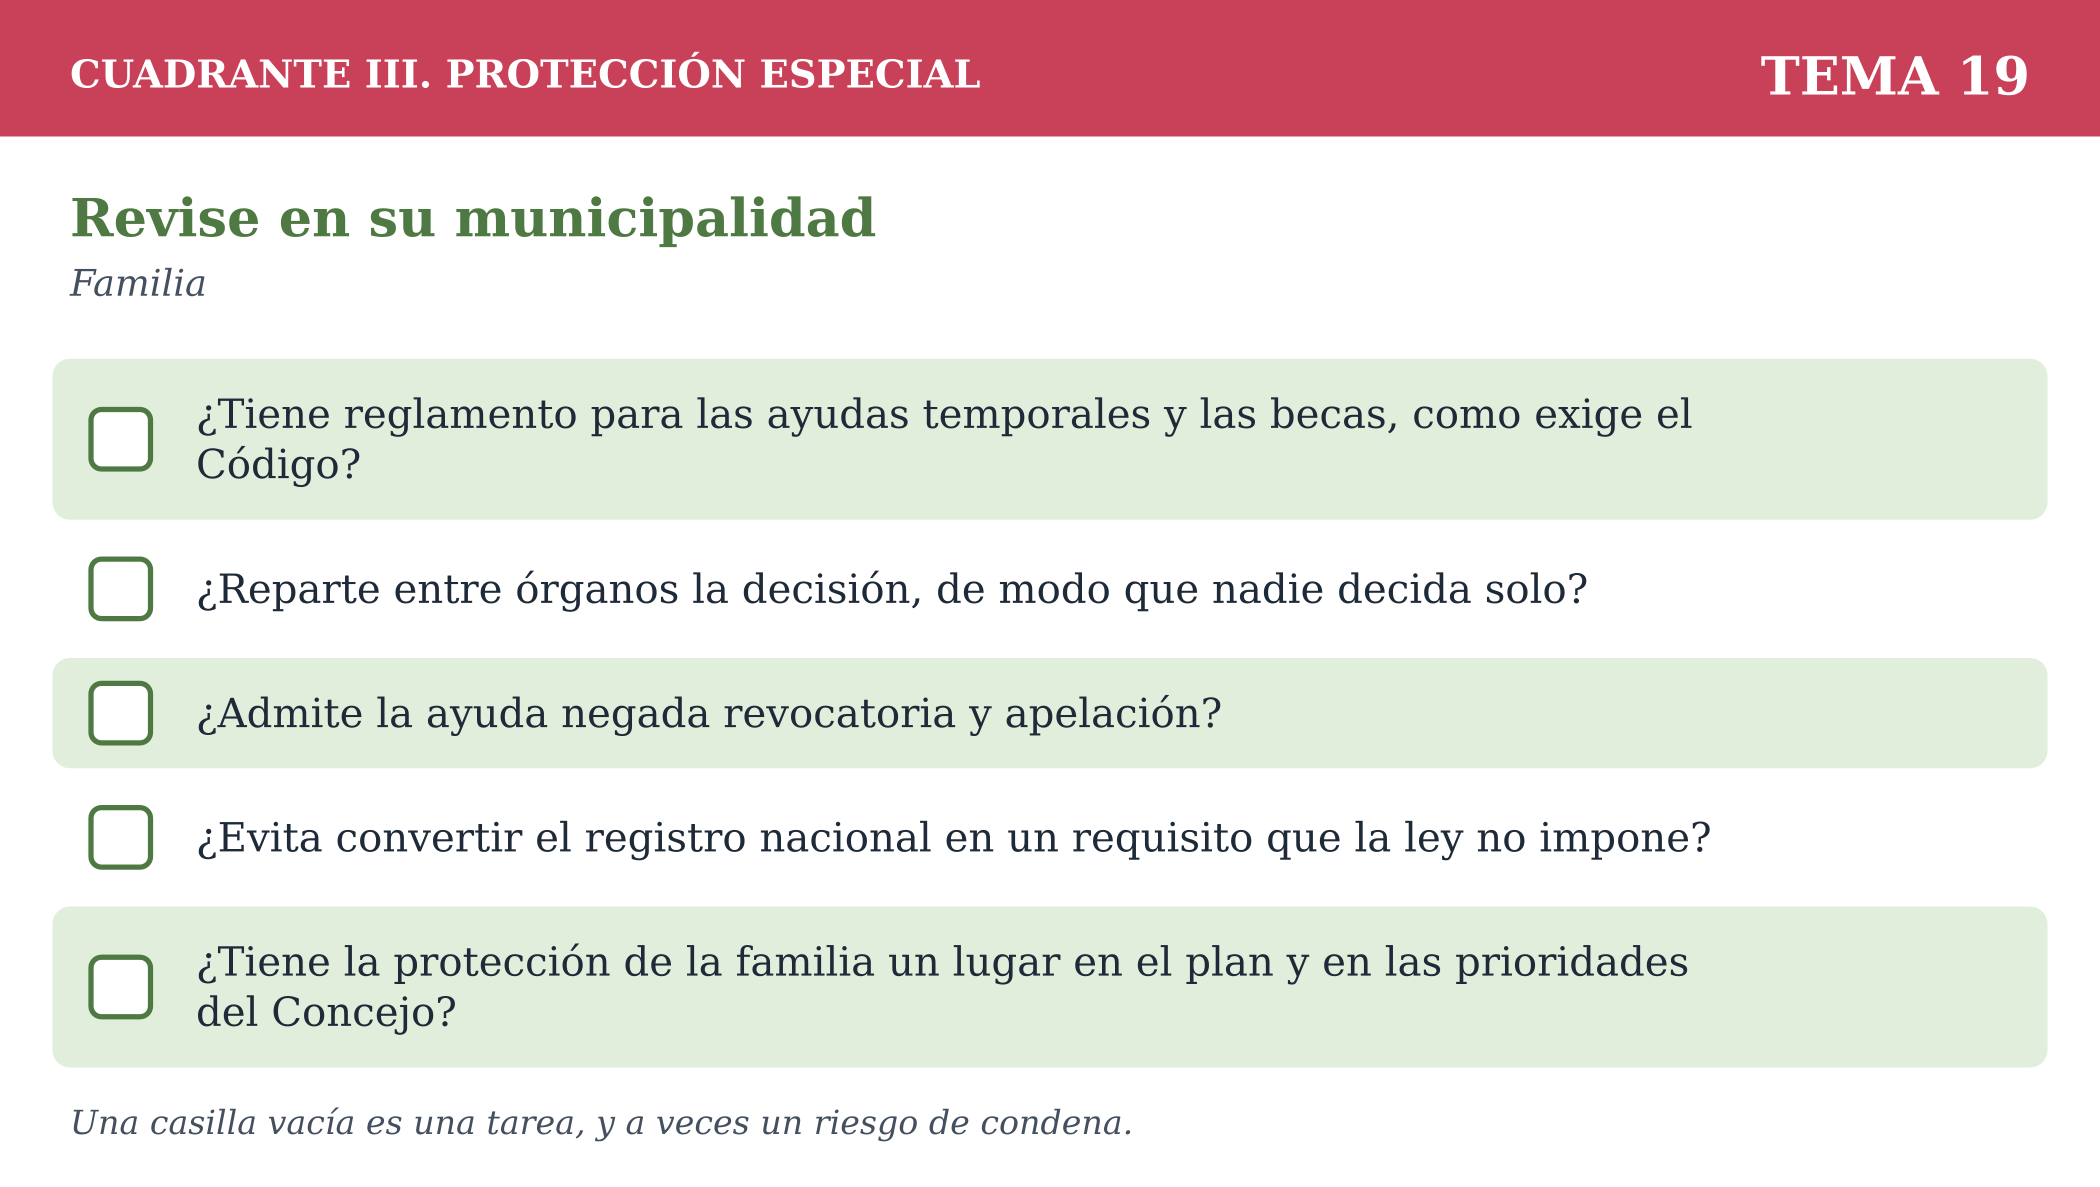 CUADRANTE III. PROTECCIÓN ESPECIAL
TEMA 19
Revise en su municipalidad
Familia
¿Tiene reglamento para las ayudas temporales y las becas, como exige el
Código?
¿Reparte entre órganos la decisión, de modo que nadie decida solo?
¿Admite la ayuda negada revocatoria y apelación?
¿Evita convertir el registro nacional en un requisito que la ley no impone?
¿Tiene la protección de la familia un lugar en el plan y en las prioridades
del Concejo?
Una casilla vacía es una tarea, y a veces un riesgo de condena.